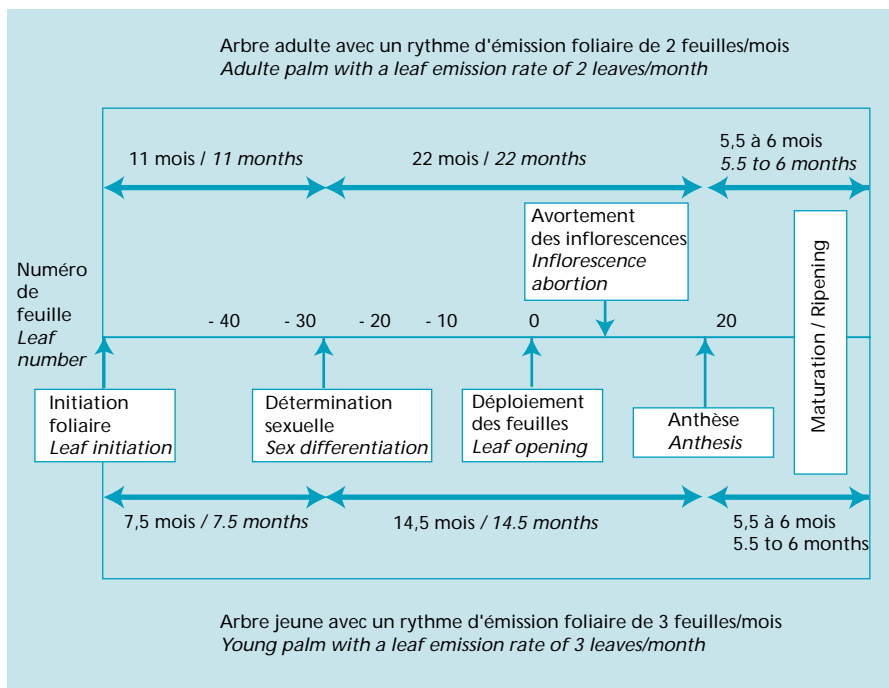 Arbre adulte avec un rythme d'émission foliaire de 2 feuilles/mois
Adulte palm with a leaf emission rate of 2 leaves/month
11 mois / 11 months
22 mois / 22 months
5,5 à 6 mois
5.5 to 6 months
Avortement
des inflorescences
Inflorescence
abortion
Numéro
de
feuille
Leaf
number
- 40
- 30
- 20
- 10
0
20
Maturation / Ripening
Initiation
foliaire
Leaf initiation
Détermination
sexuelle
Sex differentiation
Déploiement
des feuilles
Leaf opening
Anthèse
Anthesis
7,5 mois / 7.5 months
14,5 mois / 14.5 months
5,5 à 6 mois
5.5 to 6 months
Arbre jeune avec un rythme d'émission foliaire de 3 feuilles/mois
Young palm with a leaf emission rate of 3 leaves/month